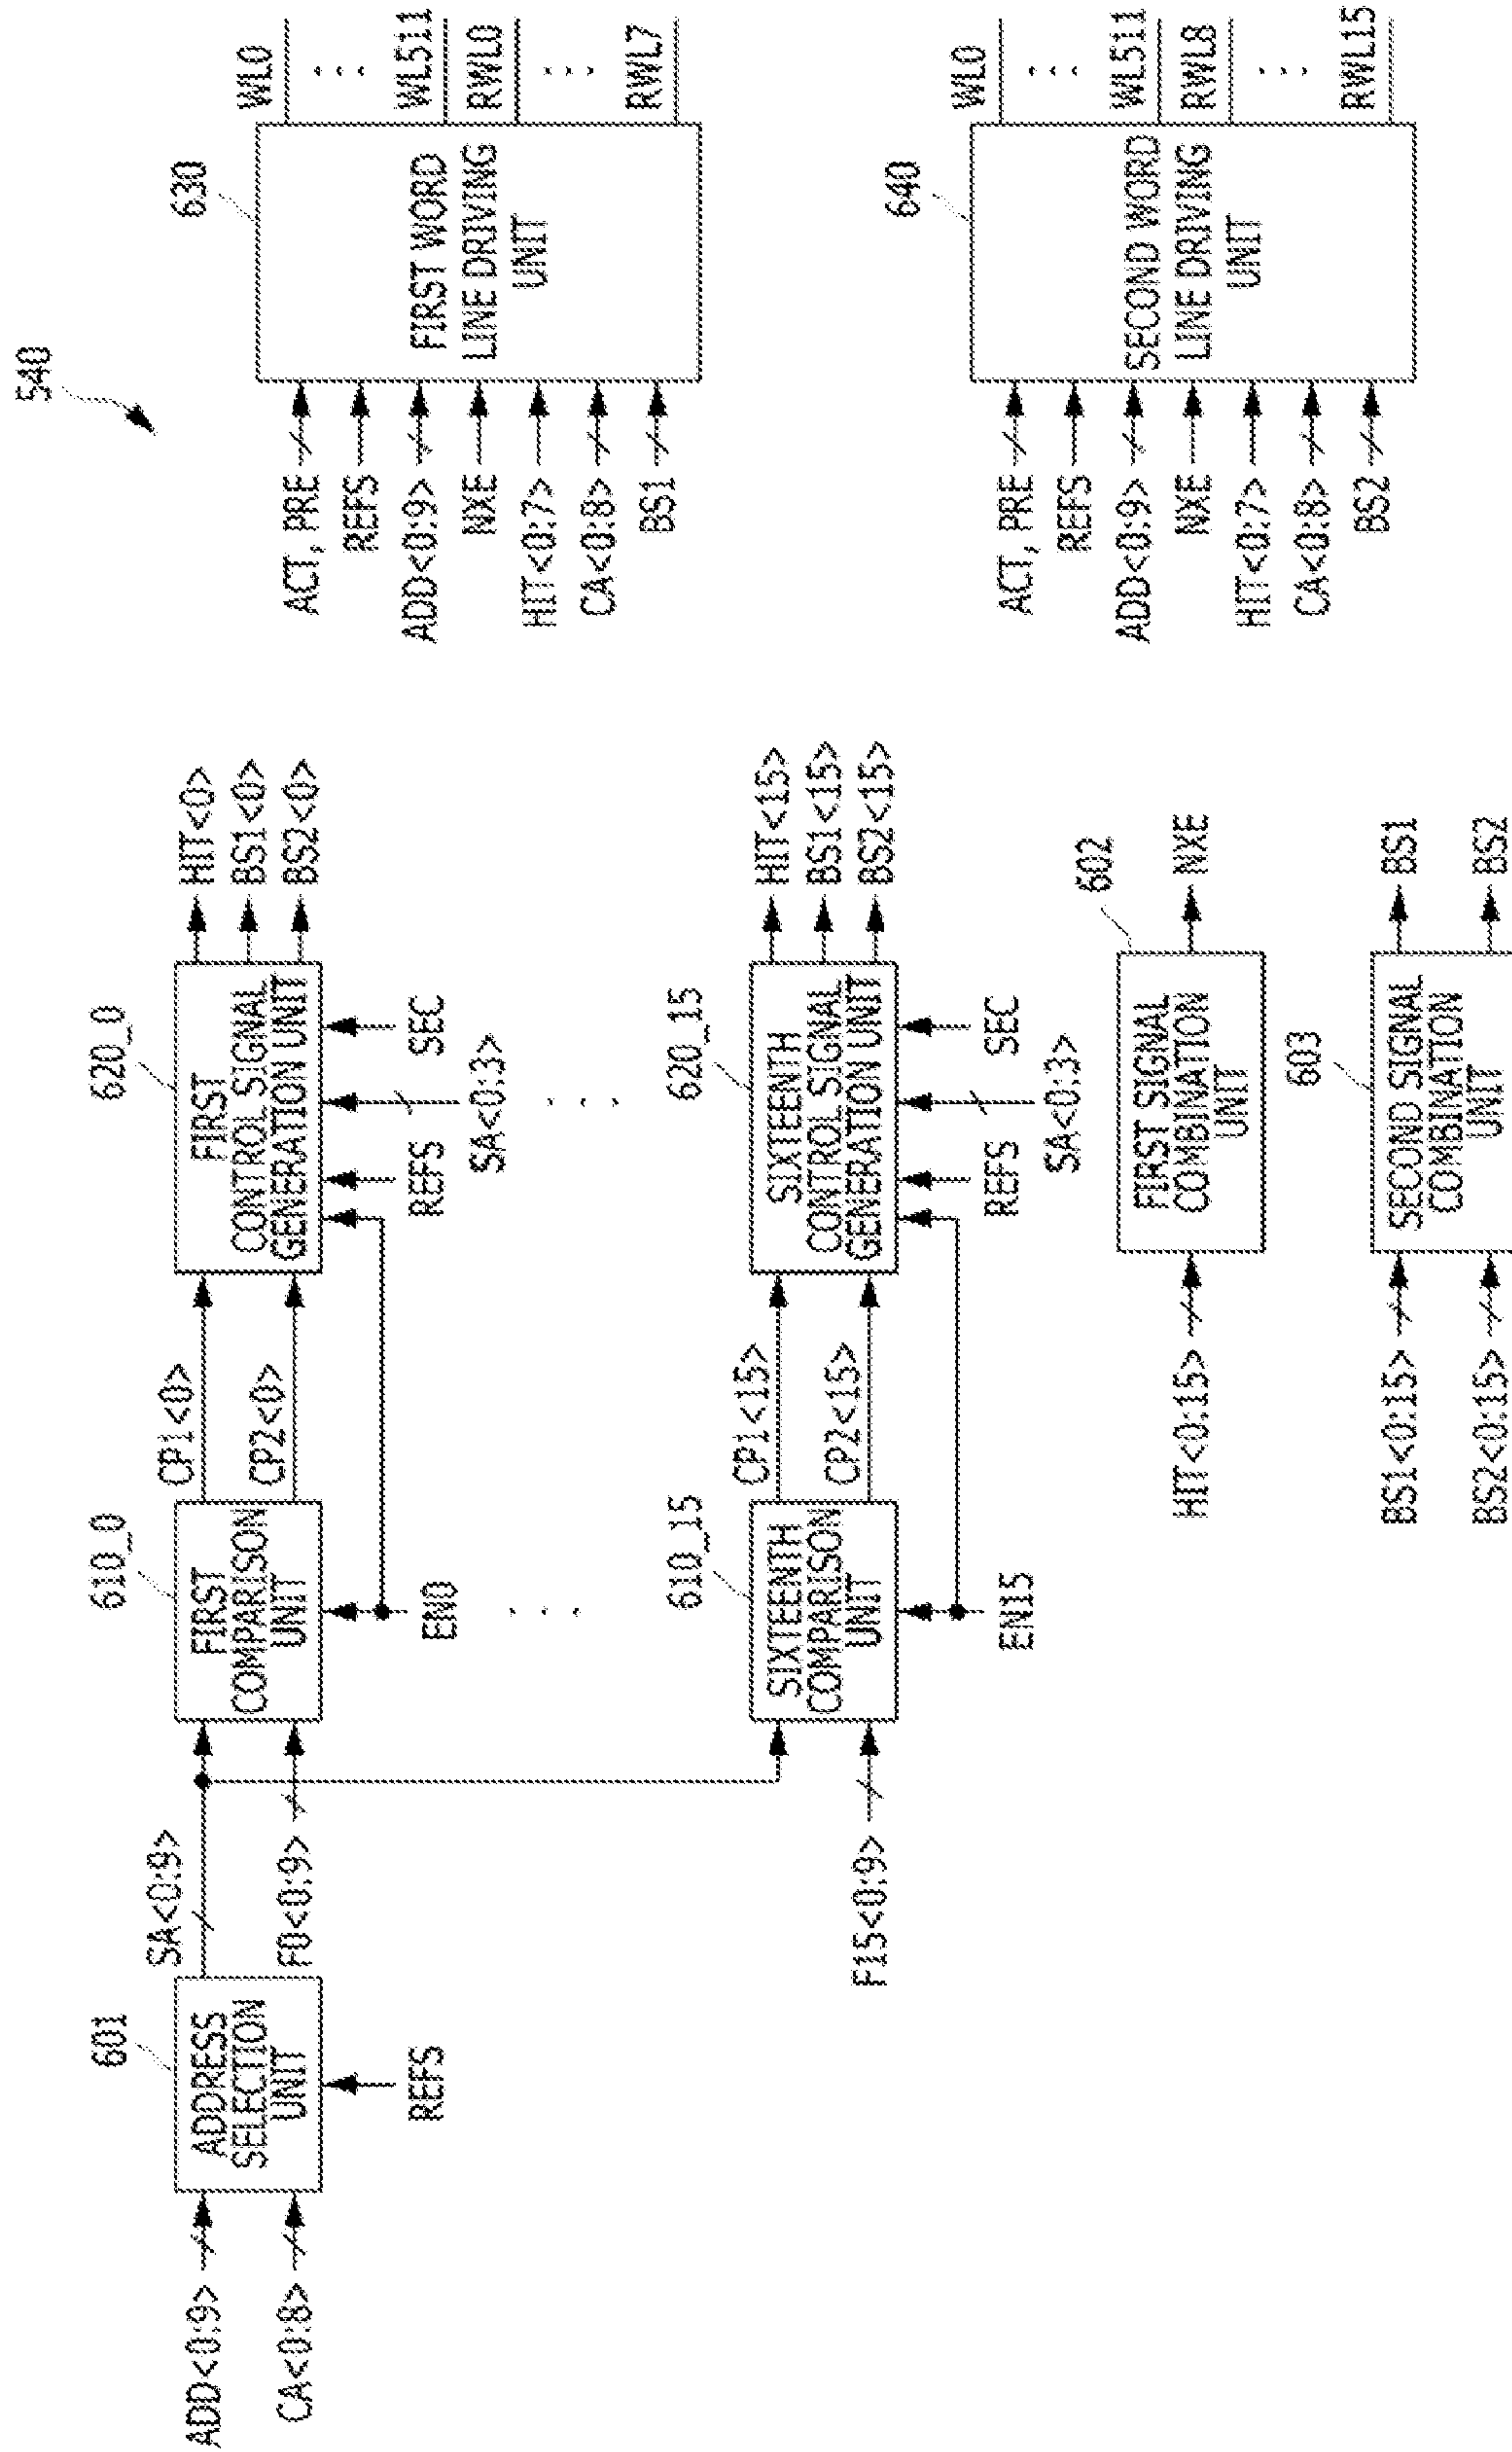 540
601
ADD<0:9>
CA<0:8>
ADDRESS
SELECTION
UNIT
REFS
SA<0:9>
F0<0:9>
610_0
FIRST
COMPARISON
UNIT
EN0
CP1<0>
CP2<0>
620_0
FIRST
CONTROL SIGNAL
GENERATION UNIT
REFS
SA<0:3>
SEC
HIT<0>
BS1<0>
BS2<0>
F15<0:9>
610_15
SIXTEENTH
COMPARISON
UNIT
EN15
CP1<15>
CP2<15>
620_15
SIXTEENTH
CONTROL SIGNAL
GENERATION UNIT
REFS
SA<0:3>
SEC
HIT<15>
BS1<15>
BS2<15>
602
HIT<0:15>
FIRST SIGNAL
COMBINATION
UNIT
NXE
603
BS1<0:15>
BS2<0:15>
SECOND SIGNAL
COMBINATION
UNIT
BS1
BS2
630
ACT, PRE
REFS
ADD<0:9>
NXE
HIT<0:7>
CA<0:8>
BS1
FIRST WORD
LINE DRIVING
UNIT
WL0
WL511
RWL0
RWL7
640
ACT, PRE
REFS
ADD<0:9>
NXE
HIT<0:7>
CA<0:8>
BS2
SECOND WORD
LINE DRIVING
UNIT
WL0
WL511
RWL8
RWL15